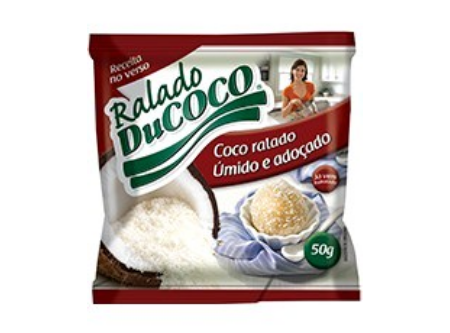 Receita
no verso
Ralado
DuCOCO®
Coco ralado
Úmido e adoçado
50g